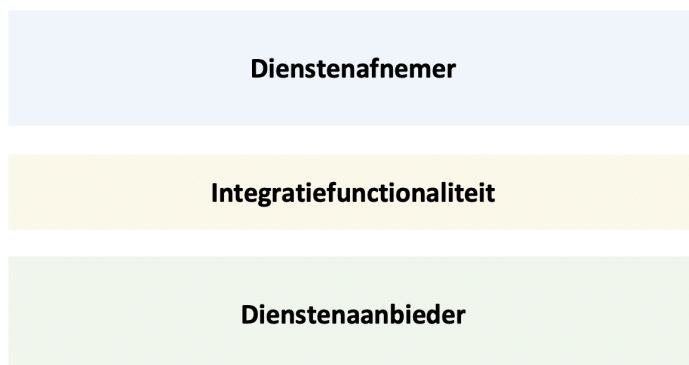 Dienstenafnemer
Integratiefunctionaliteit
Dienstenaanbieder